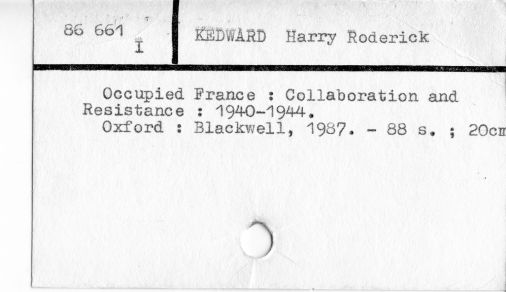 86 661
I
KEDWARD Harry Roderick
Occupied France : Collaboration and
Resistance : 1940-1944.
Oxford : Blackwell, 1987. - 88 s. ; 20cm